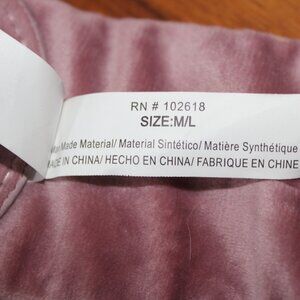 RN # 102618
SIZE:M/L
Made Material/ Material Sintético/ Matière Synthétique
IN CHINA/ HECHO EN CHINA/ FABRIQUE EN CHINE